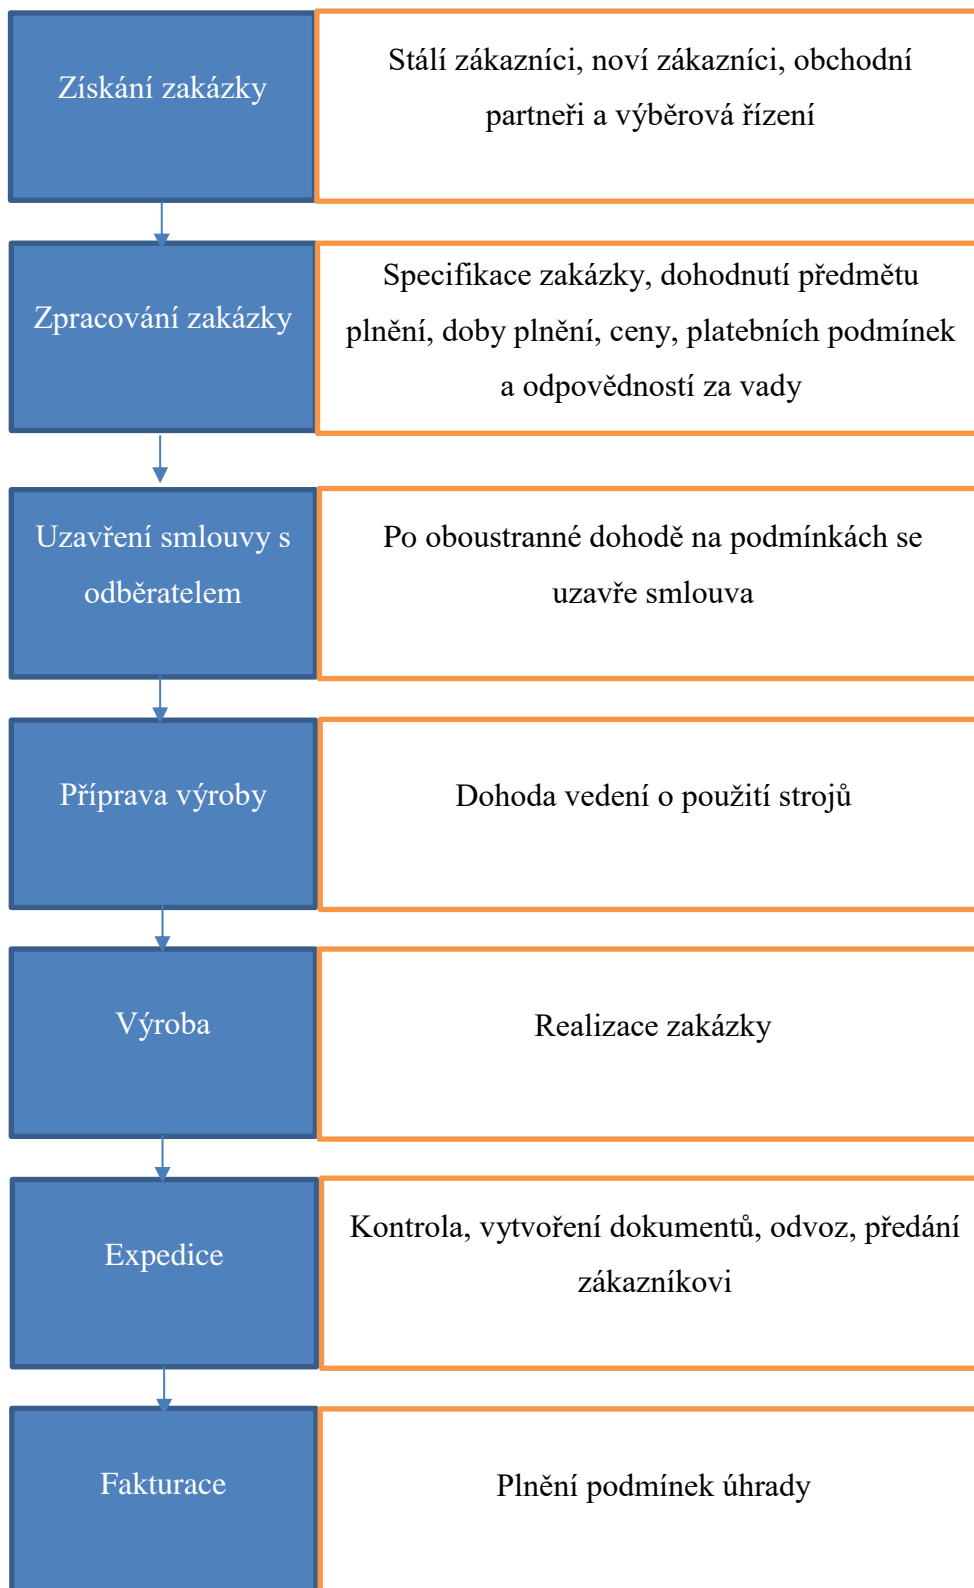 Získání zakázky
Stálí zákazníci, noví zákazníci, obchodní
partneři a výběrová řízení
Zpracování zakázky
Specifikace zakázky, dohodnutí předmětu
plnění, doby plnění, ceny, platebních podmínek
a odpovědností za vady
Uzavření smlouvy s
odběratelem
Po oboustranné dohodě na podmínkách se
uzavře smlouva
Příprava výroby
Dohoda vedení o použití strojů
Výroba
Realizace zakázky
Expedice
Kontrola, vytvoření dokumentů, odvoz, předání
zákazníkovi
Fakturace
Plnění podmínek úhrady